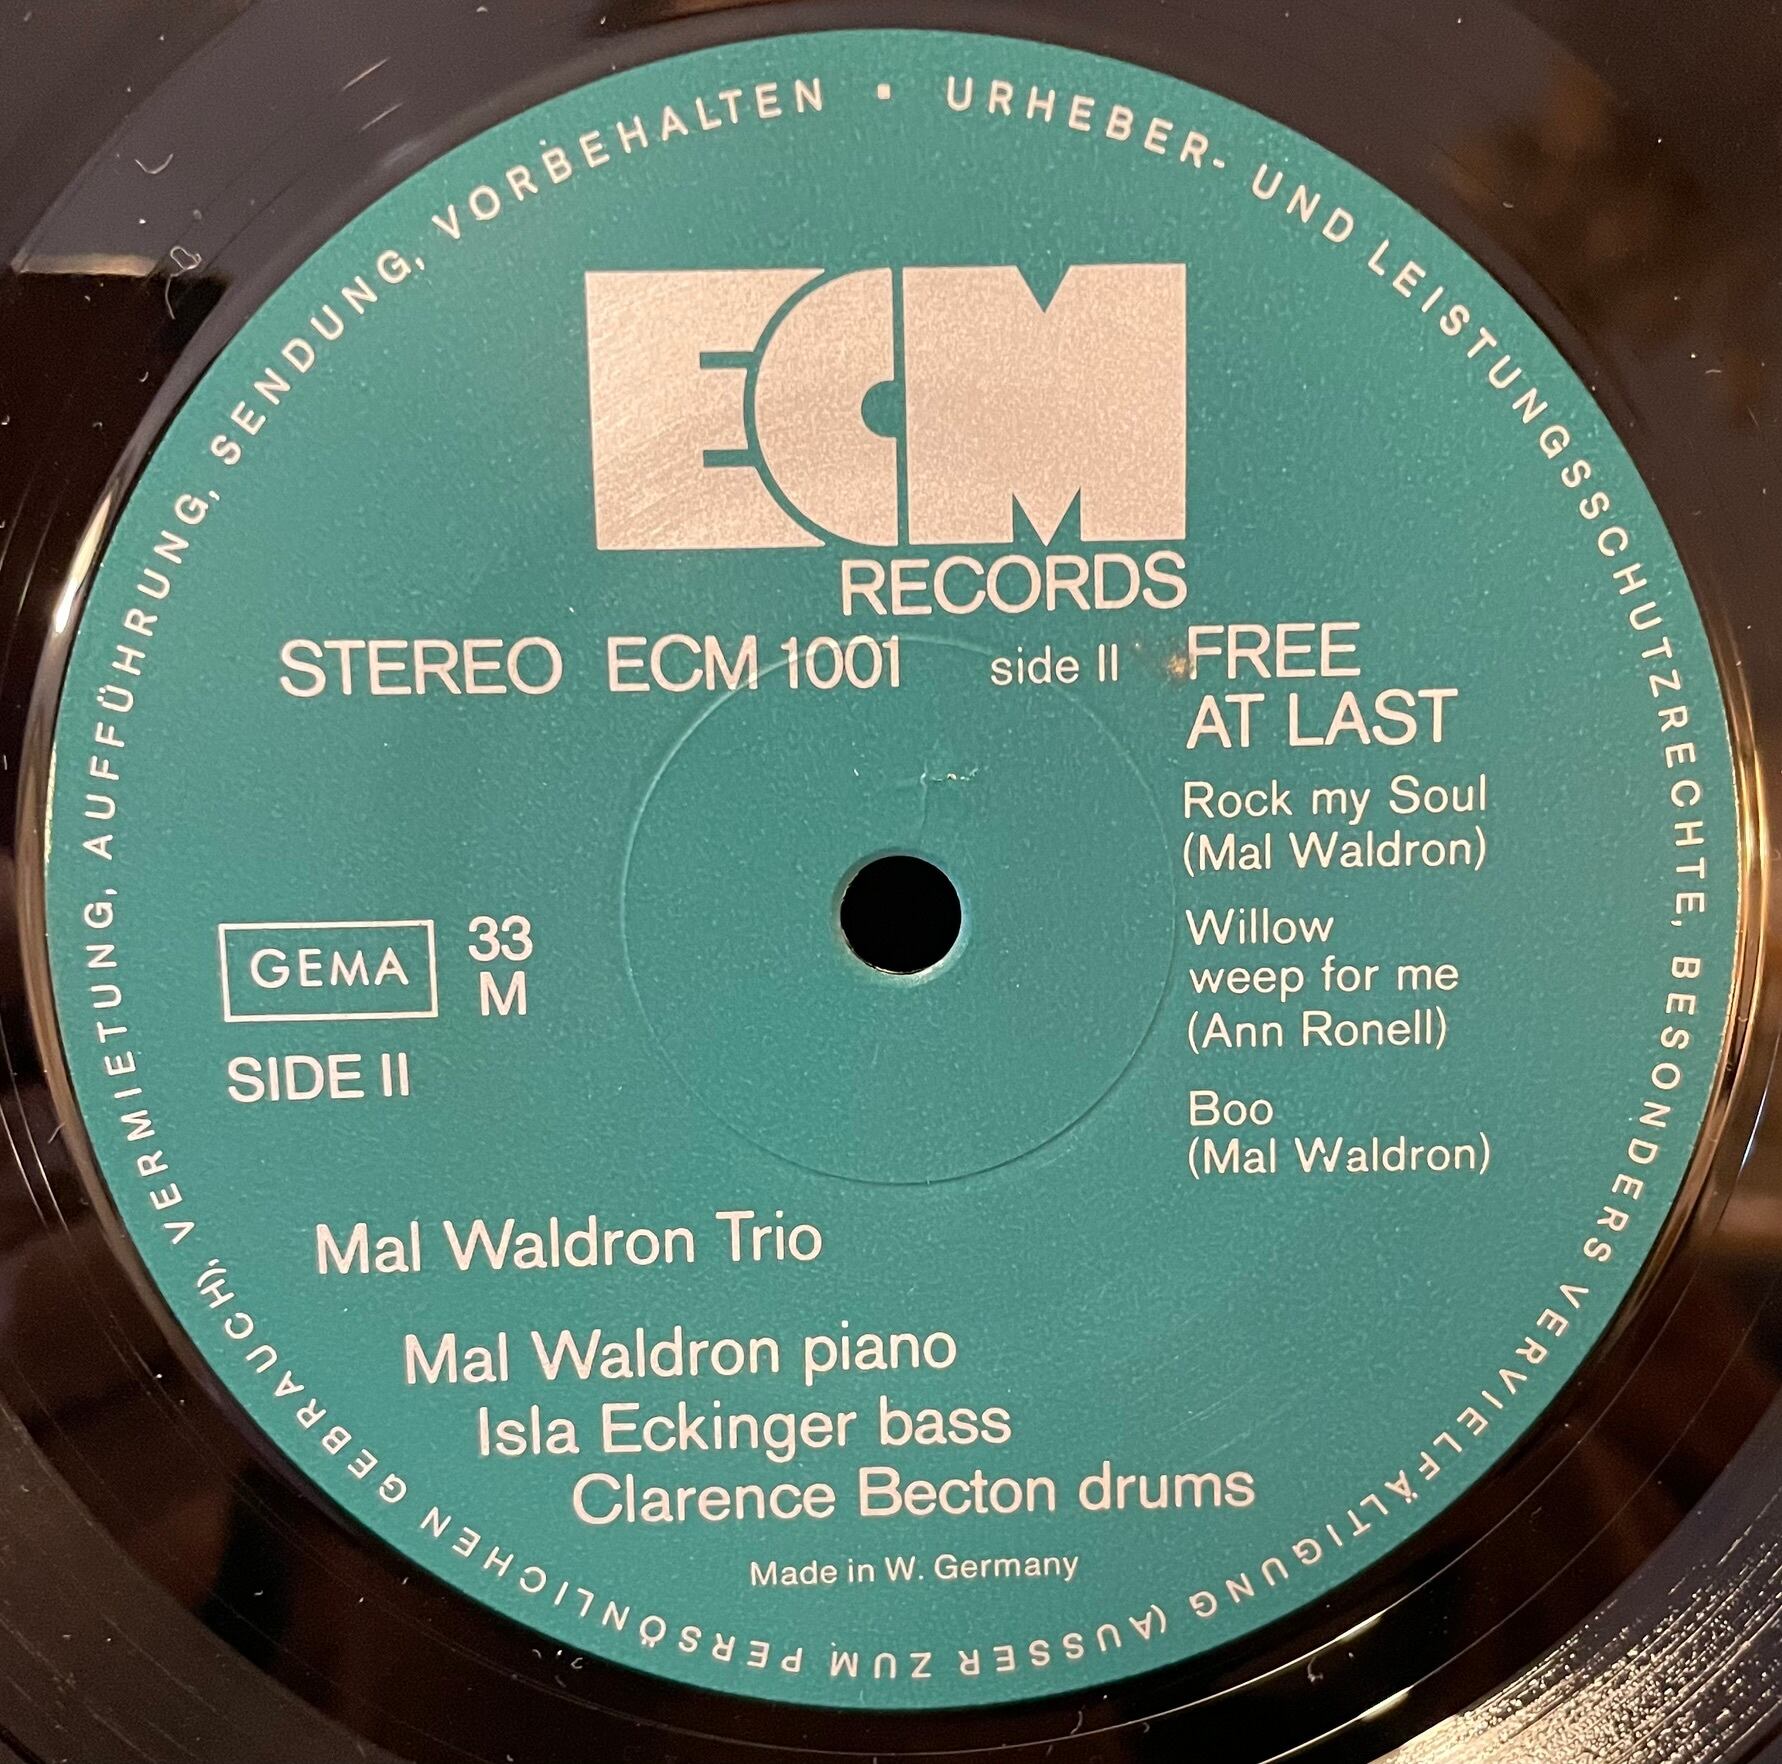 URHEBER- UND LEISTUNGSSCHUTZRECHTE, BESONDERS VERVIELFÄLTIGUNG (AUSSER ZUM PERSÖNLICHEN GEBRAUCH), VERMIETUNG, AUFFÜHRUNG, SENDUNG, VORBEHALTEN •
ECM
RECORDS
STEREO ECM 1001 side II FREE
AT LAST
Rock my Soul
(Mal Waldron)
Willow
weep for me
(Ann Ronell)
Boo
(Mal Waldron)
GEMA 33
M
SIDE II
Mal Waldron Trio
Mal Waldron piano
Isla Eckinger bass
Clarence Becton drums
Made in W. Germany